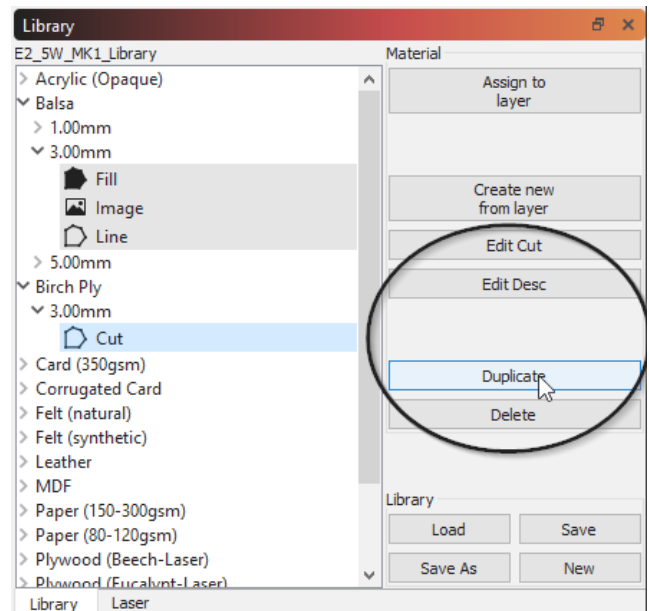 Library
E2_5W_MK1_Library
Material
Acrylic (Opaque)
Balsa
1.00mm
3.00mm
Fill
Image
Line
5.00mm
Birch Ply
3.00mm
Cut
Card (350gsm)
Corrugated Card
Felt (natural)
Felt (synthetic)
Leather
MDF
Paper (150-300gsm)
Paper (80-120gsm)
Plywood (Beech-Laser)
Plywood (Eucalypt-Laser)
Assign to
layer
Create new
from layer
Edit Cut
Edit Desc
Duplicate
Delete
Library
Load
Save
Save As
New
Library
Laser